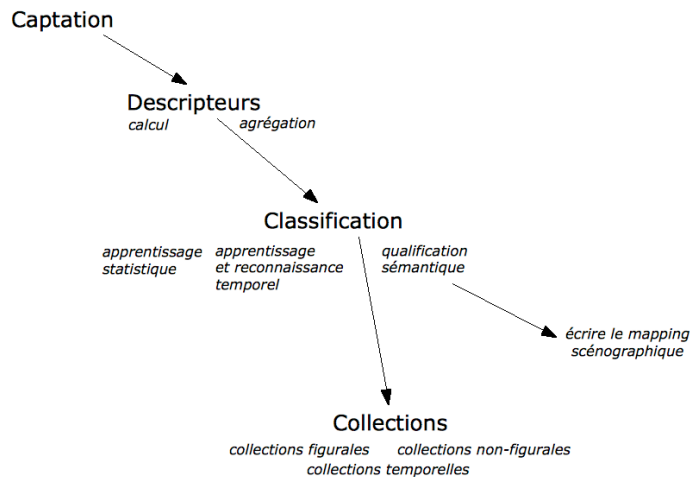 Captation
Descripteurs
calcul
agrégation
Classification
apprentissage
statistique
apprentissage
et reconnaissance
temporel
qualification
sémantique
écrire le mapping
scénographique
Collections
collections figurales
collections non-figurales
collections temporelles